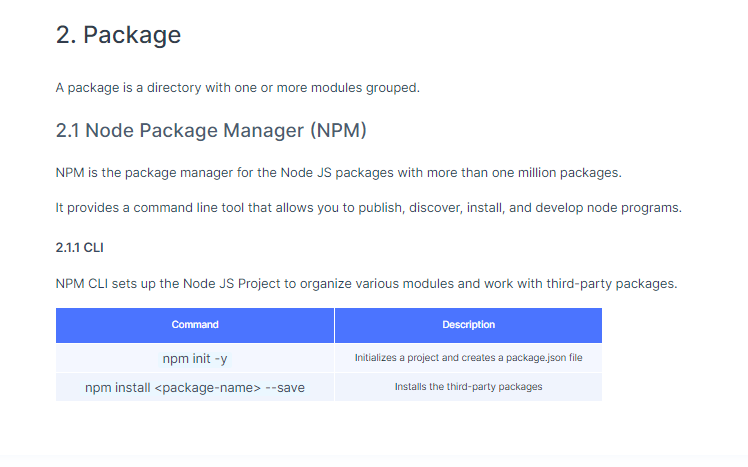 2. Package
A package is a directory with one or more modules grouped.
2.1 Node Package Manager (NPM)
NPM is the package manager for the Node JS packages with more than one million packages.
It provides a command line tool that allows you to publish, discover, install, and develop node programs.
2.1.1 CLI
NPM CLI sets up the Node JS Project to organize various modules and work with third-party packages.
Command Description
npm init -y Initializes a project and creates a package.json file
npm install <package-name> --save Installs the third-party packages